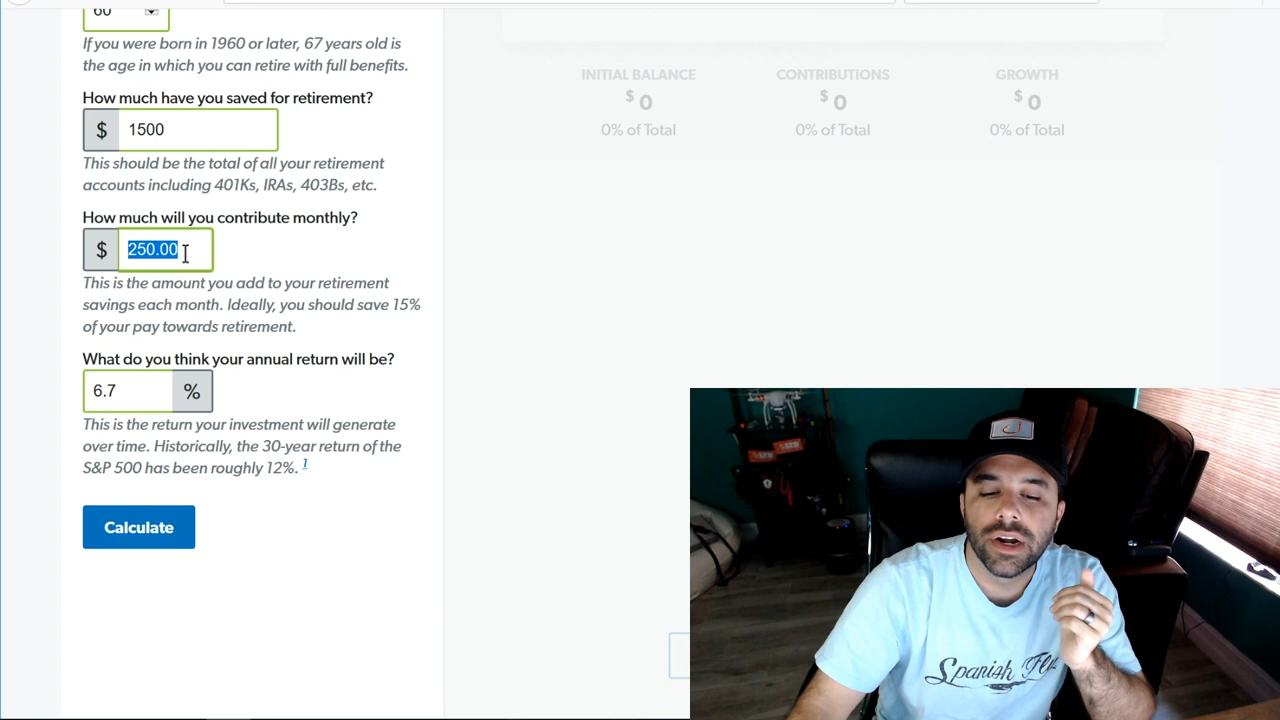 60
If you were born in 1960 or later, 67 years old is
the age in which you can retire with full benefits.
How much have you saved for retirement?
$ 1500
This should be the total of all your retirement
accounts including 401Ks, IRAs, 403Bs, etc.
How much will you contribute monthly?
$ 250.00
This is the amount you add to your retirement
savings each month. Ideally, you should save 15%
of your pay towards retirement.
What do you think your annual return will be?
6.7 %
This is the return your investment will generate
over time. Historically, the 30-year return of the
S&P 500 has been roughly 12%. 1
Calculate
INITIAL BALANCE CONTRIBUTIONS GROWTH
$ 0 $ 0 $ 0
0% of Total 0% of Total 0% of Total
Spanish Fly